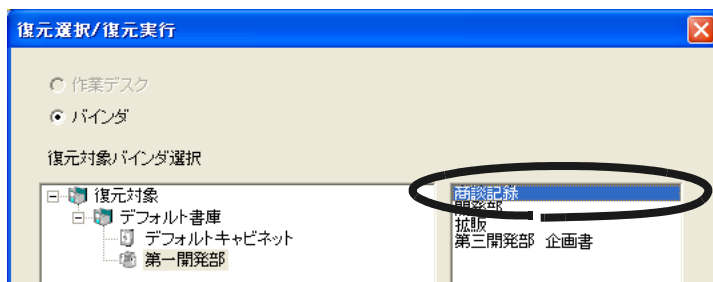 復元選択/復元実行
作業デスク
バインダ
復元対象バインダ選択
復元対象
デフォルト書庫
デフォルトキャビネット
第一開発部
商談記録
開発部
拡販
第三開発部 企画書